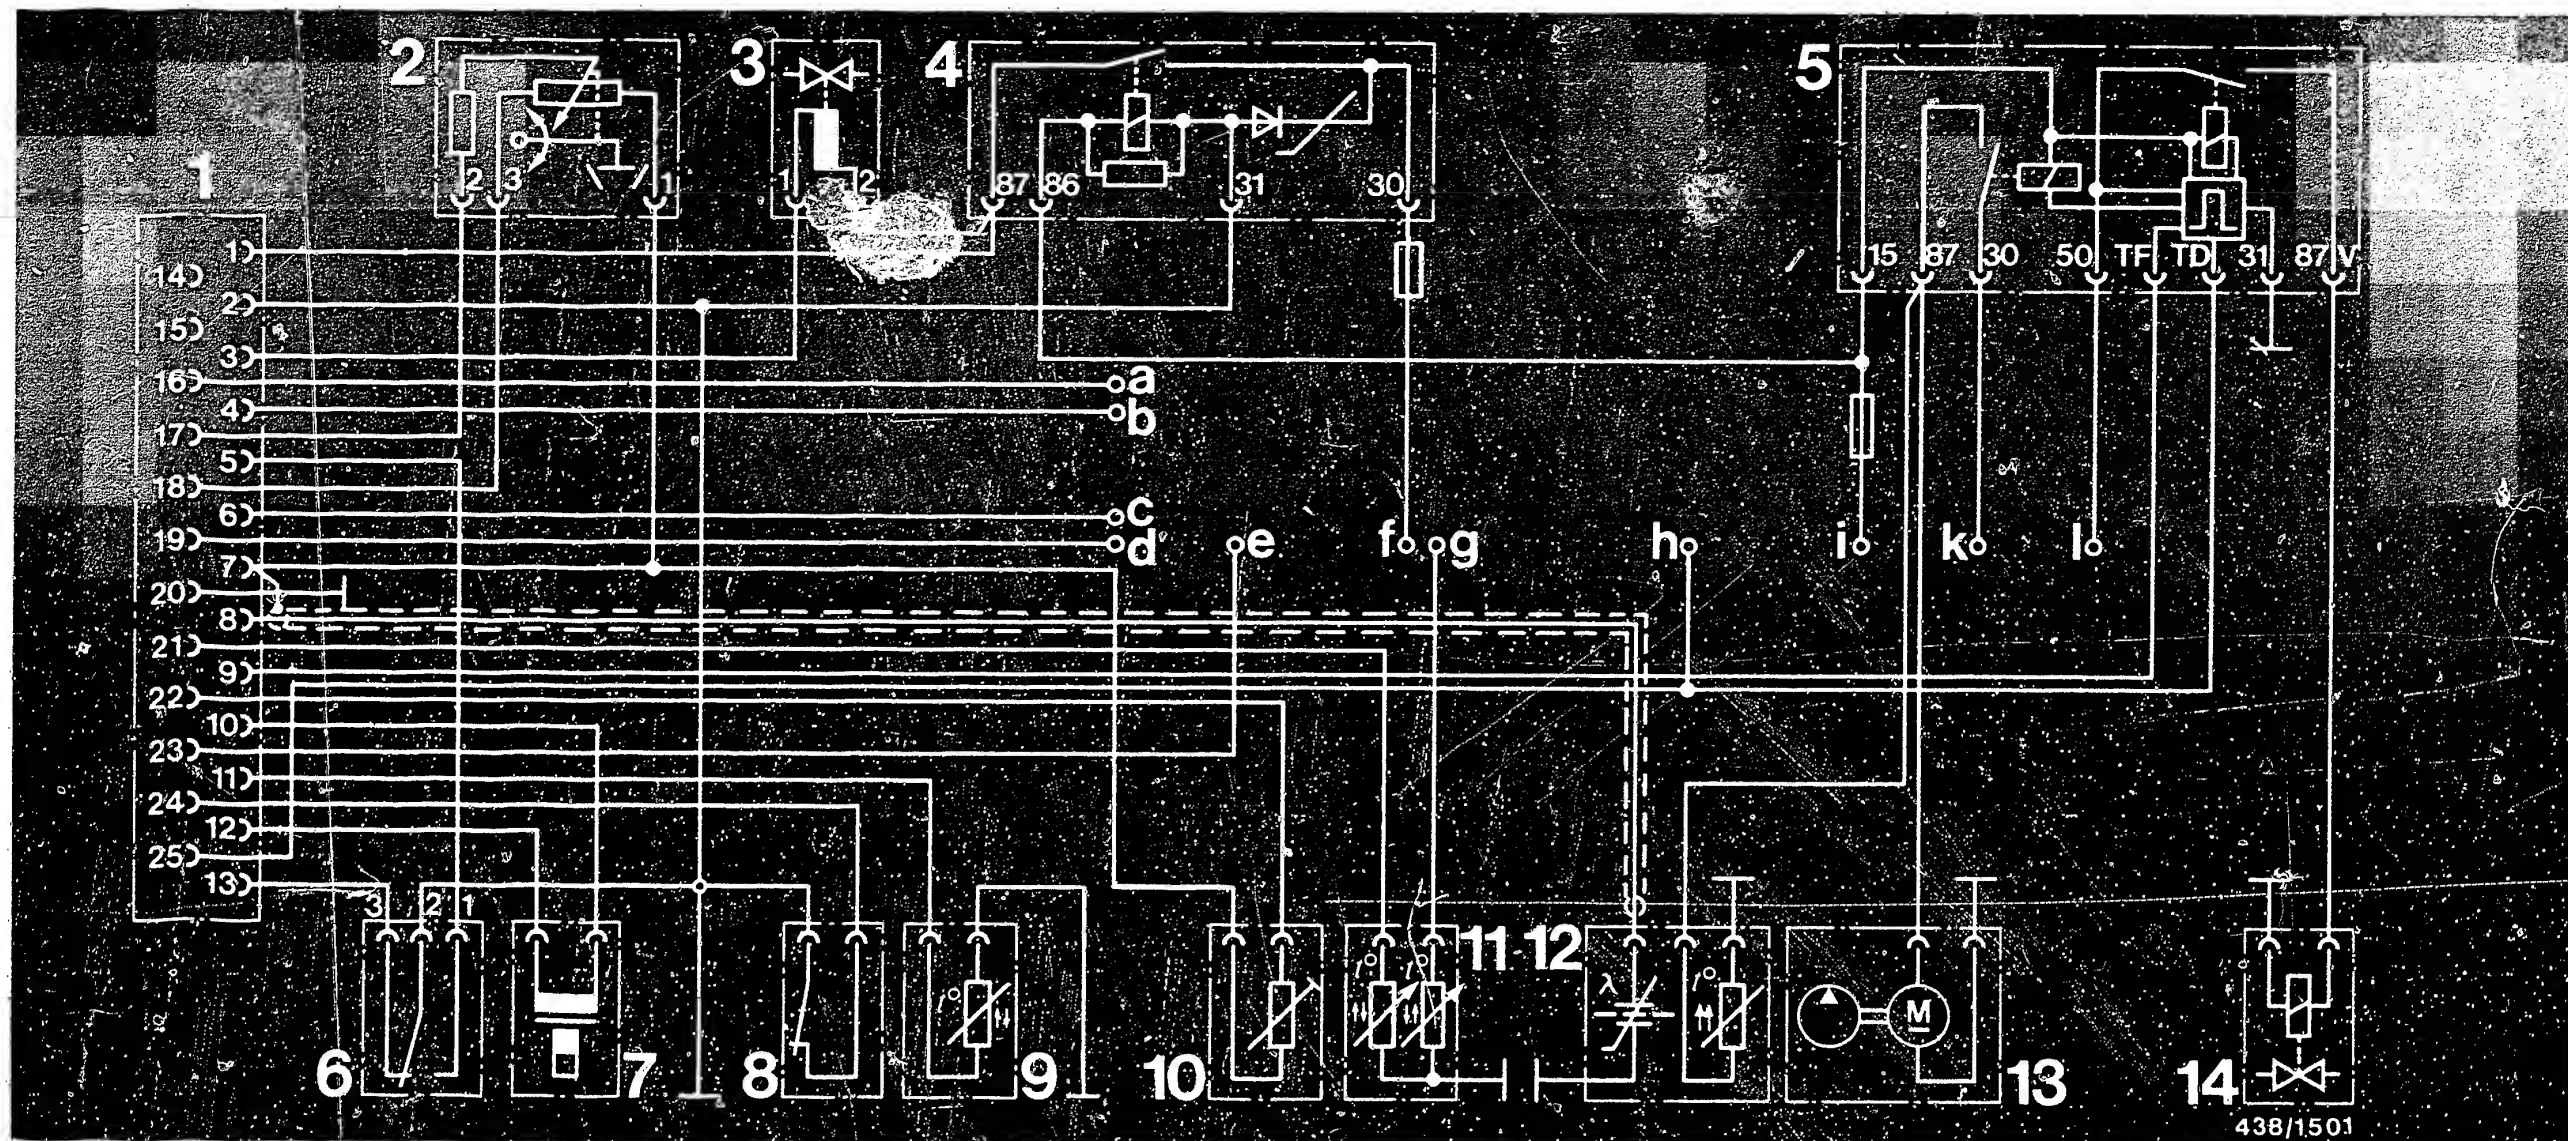 2 3 4 5
1
2 3 1
1 2
87 86 31 30
15 87 30 50 TF TD 31 87 V
1
14
2
15
3
16 a
4 b
17
5
18
6 c
19 d e f g h i k l
7
20
8
21
9
22
10
23
11
24
12
25
13
3 2 1
11 12
t° t° t° λ t°
M
6 7 8 9 10 13 14
438/1501